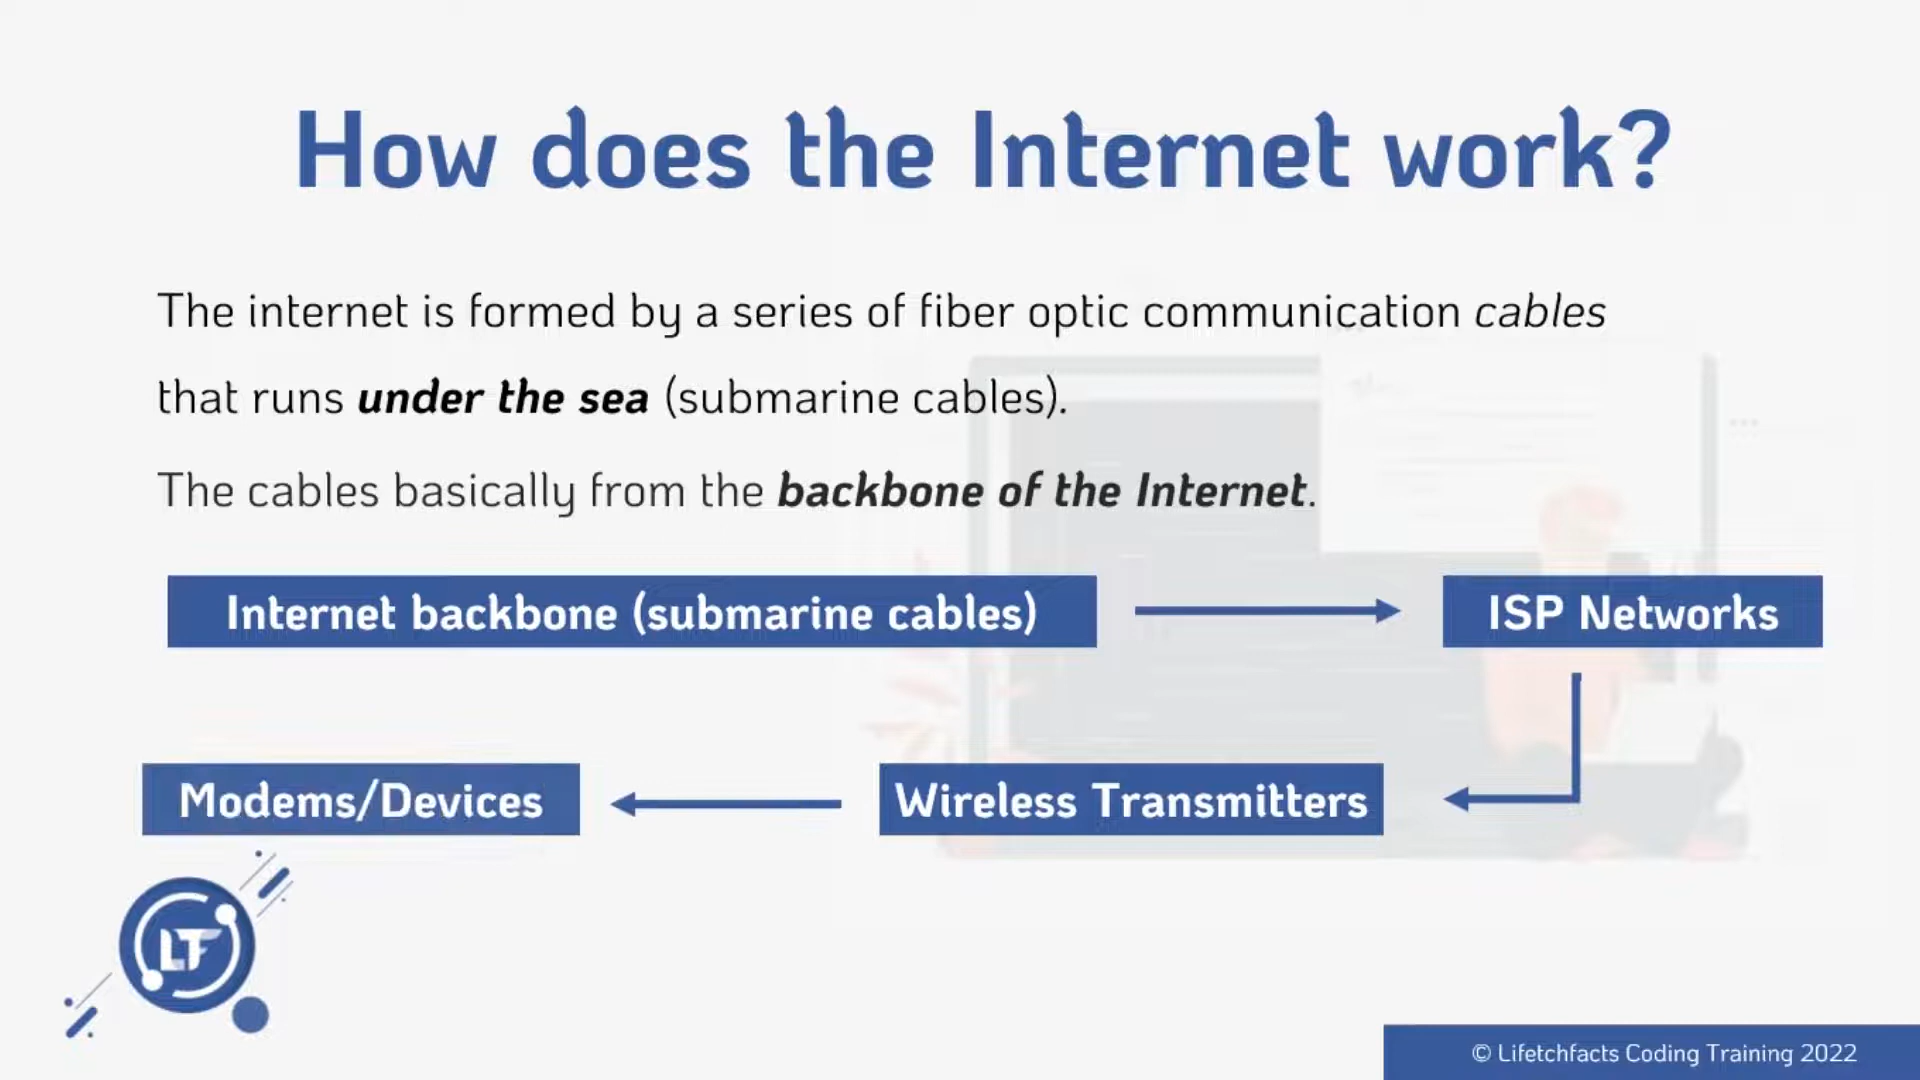 How does the Internet work?
The internet is formed by a series of fiber optic communication cables
that runs under the sea (submarine cables).
The cables basically from the backbone of the Internet.
Internet backbone (submarine cables)
ISP Networks
Modems/Devices
Wireless Transmitters
LTF
© Lifetchfacts Coding Training 2022